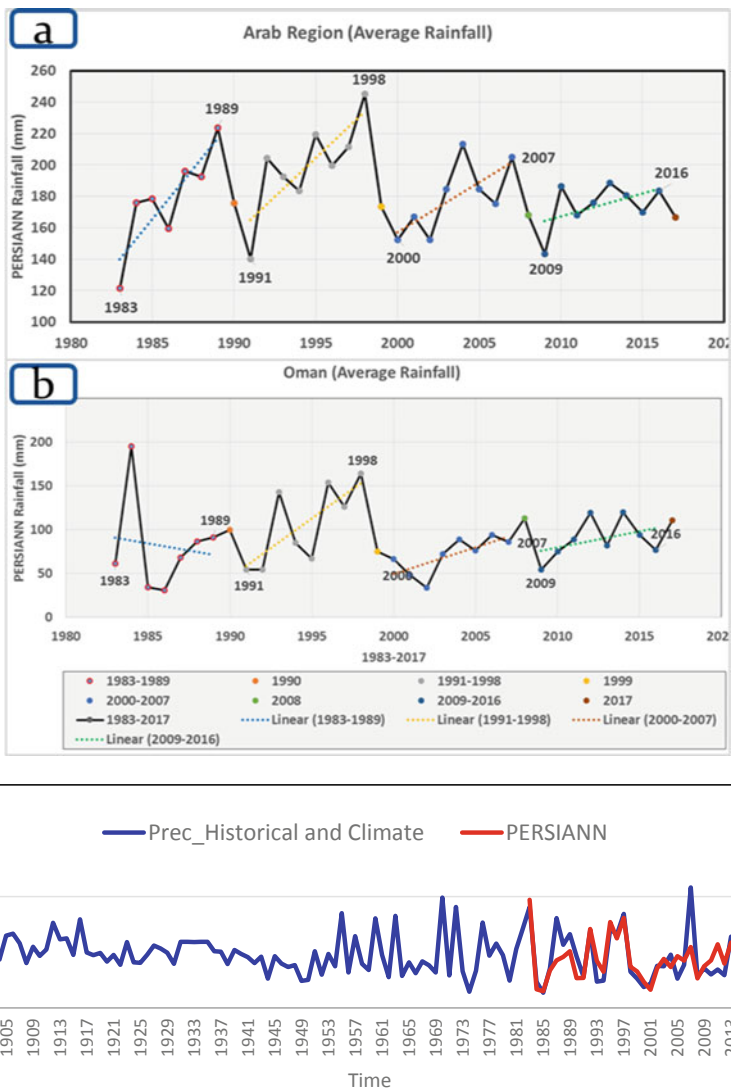 a
Arab Region (Average Rainfall)
PERSIANN Rainfall (mm)
260
240
220
200
180
160
140
120
100
1998
1989
2007
2016
1991
2000
2009
1983
1980 1985 1990 1995 2000 2005 2010 2015 202
b
Oman (Average Rainfall)
PERSIANN Rainfall (mm)
200
150
100
50
0
1998
1989
2007
2016
1983
1991
2000
2009
1980 1985 1990 1995 2000 2005 2010 2015 202
1983-2017
1983-1989 1990 1991-1998 1999
2000-2007 2008 2009-2016 2017
1983-2017 Linear (1983-1989) Linear (1991-1998) Linear (2000-2007)
Linear (2009-2016)
Prec_Historical and Climate PERSIANN
1905 1909 1913 1917 1921 1925 1929 1933 1937 1941 1945 1949 1953 1957 1961 1965 1969 1973 1977 1981 1985 1989 1993 1997 2001 2005 2009 2013
Time